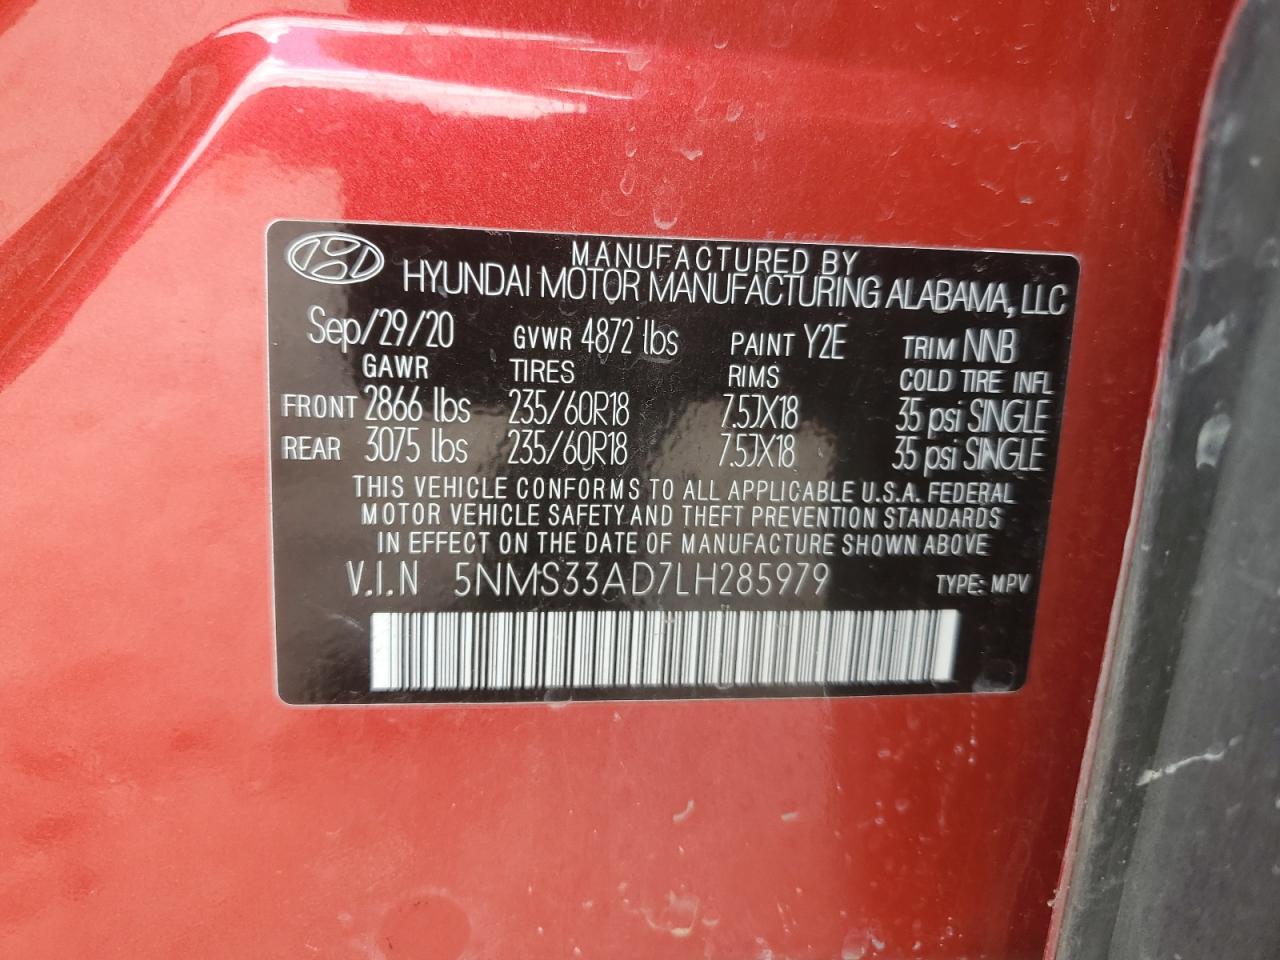 MANUFACTURED BY
HYUNDAI MOTOR MANUFACTURING ALABAMA, LLC
Sep/29/20 GVWR 4872 lbs PAINT Y2E TRIM NNB
GAWR TIRES RIMS COLD TIRE INFL
FRONT 2866 lbs 235/60R18 7.5JX18 35 psi SINGLE
REAR 3075 lbs 235/60R18 7.5JX18 35 psi SINGLE
THIS VEHICLE CONFORMS TO ALL APPLICABLE U.S.A. FEDERAL
MOTOR VEHICLE SAFETY AND THEFT PREVENTION STANDARDS
IN EFFECT ON THE DATE OF MANUFACTURE SHOWN ABOVE
V.I.N 5NMS33AD7LH285979 TYPE: MPV